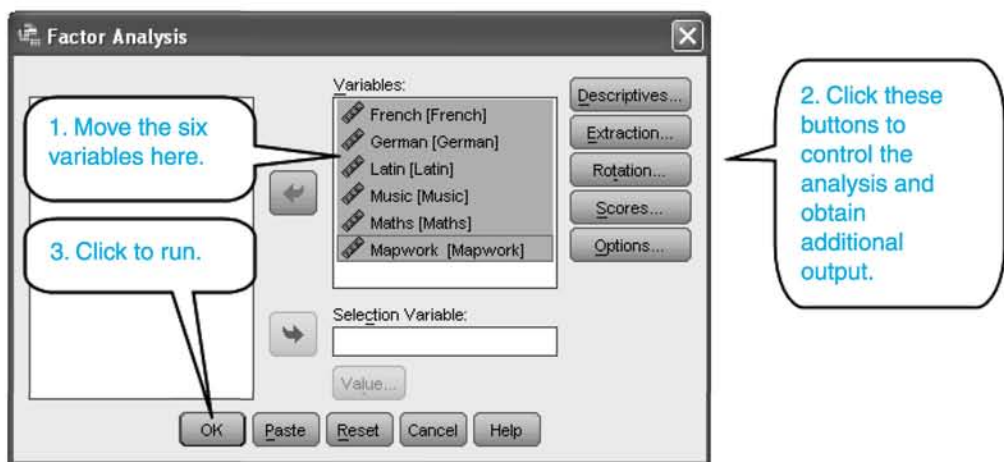 Factor Analysis
1. Move the six
variables here.
3. Click to run.
Variables:
French [French]
German [German]
Latin [Latin]
Music [Music]
Maths [Maths]
Mapwork [Mapwork]
Selection Variable:
Value...
Descriptives...
Extraction...
Rotation...
Scores...
Options...
2. Click these
buttons to
control the
analysis and
obtain
additional
output.
OK
Paste
Reset
Cancel
Help